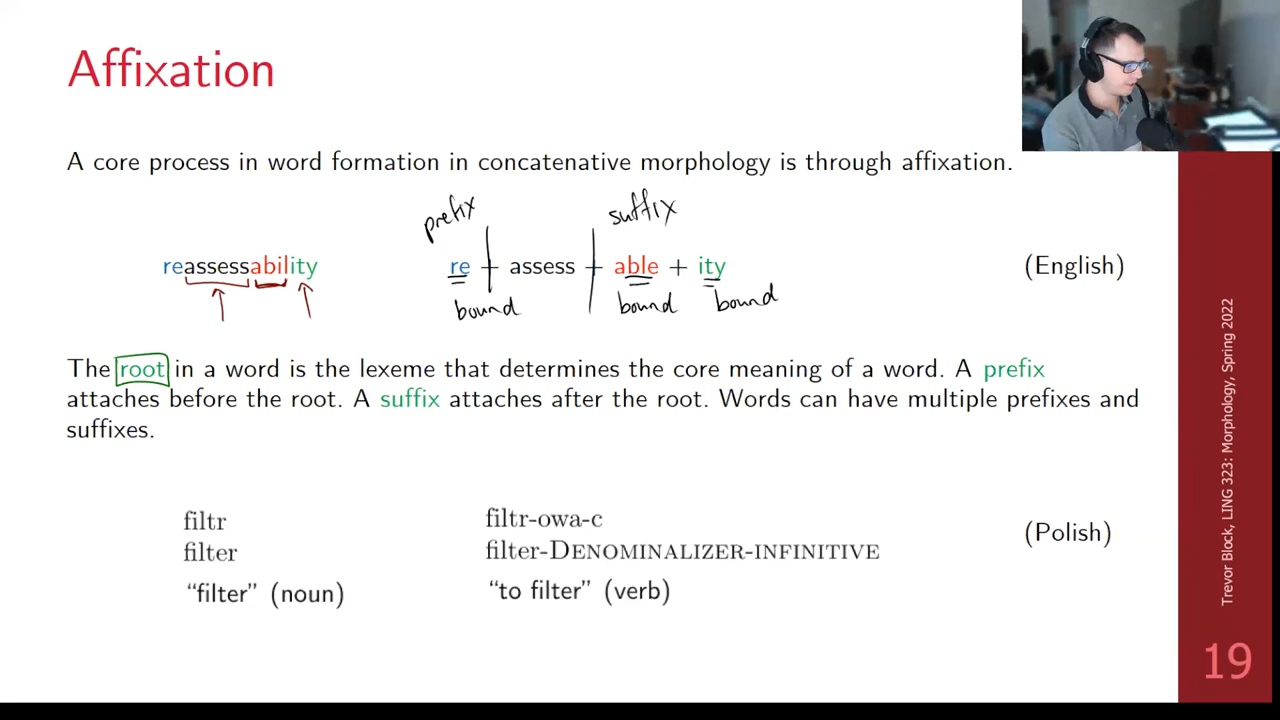 Affixation
A core process in word formation in concatenative morphology is through affixation.
prefix suffix
reassessability re + assess + able + ity (English)
bound bound bound
The root in a word is the lexeme that determines the core meaning of a word. A prefix
attaches before the root. A suffix attaches after the root. Words can have multiple prefixes and
suffixes.
filtr filtr-owa-c
filter filter-DENOMINALIZER-INFINITIVE (Polish)
“filter” (noun) “to filter” (verb)
Trevor Block, LING 323: Morphology, Spring 2022
19